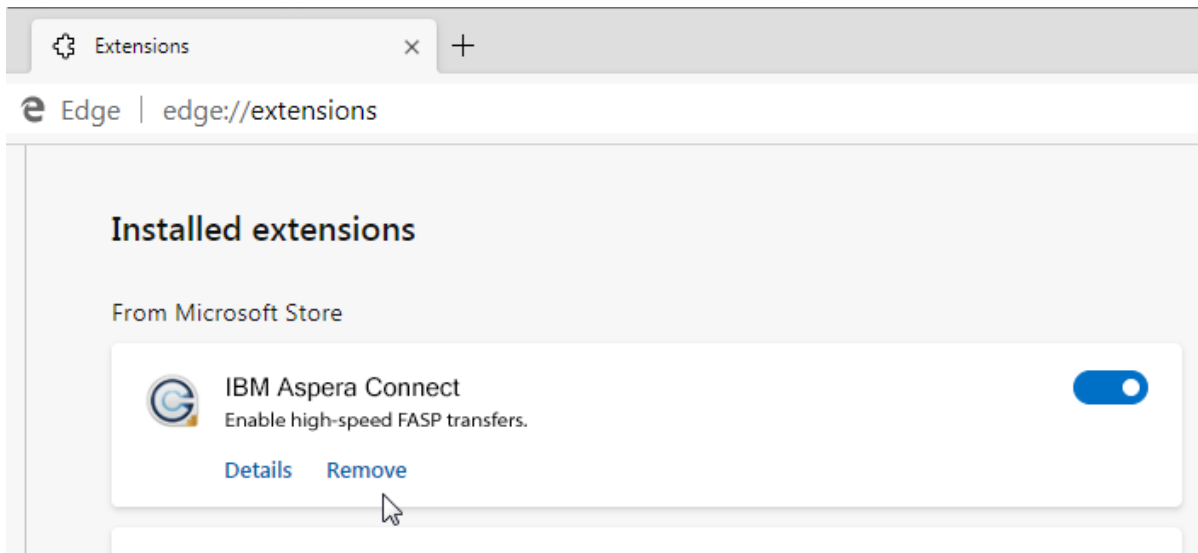 Extensions
Edge | edge://extensions
Installed extensions
From Microsoft Store
IBM Aspera Connect
Enable high-speed FASP transfers.
Details Remove